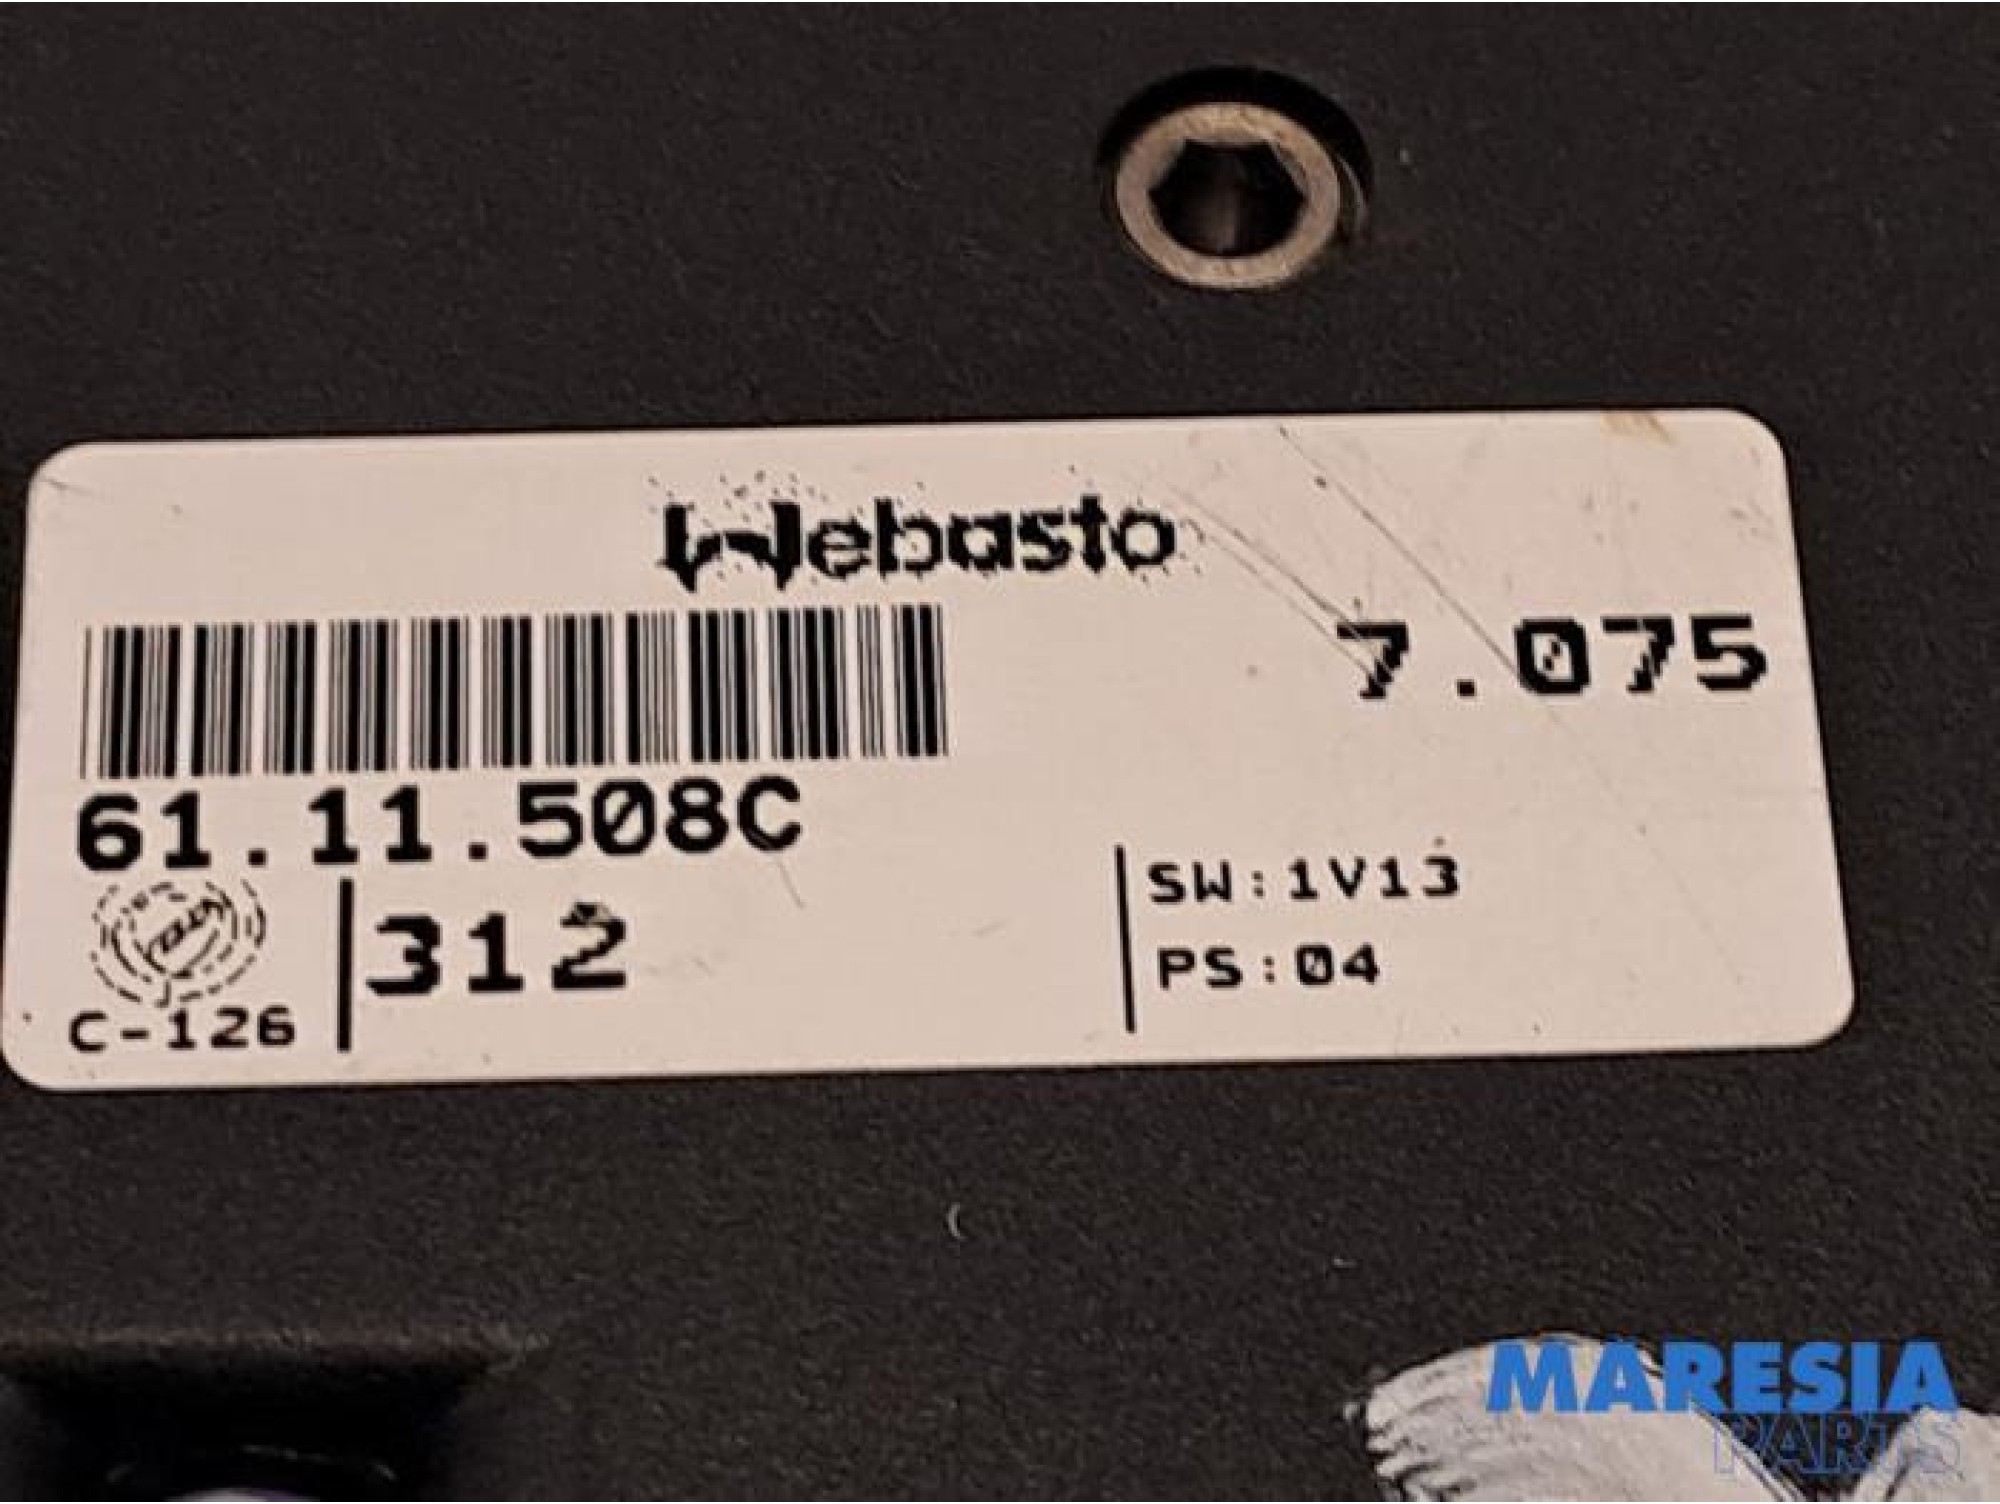 Webasto
7.075
61.11.508C
312
SW:1V13
PS:04
C-126
MARESIA
PARTS